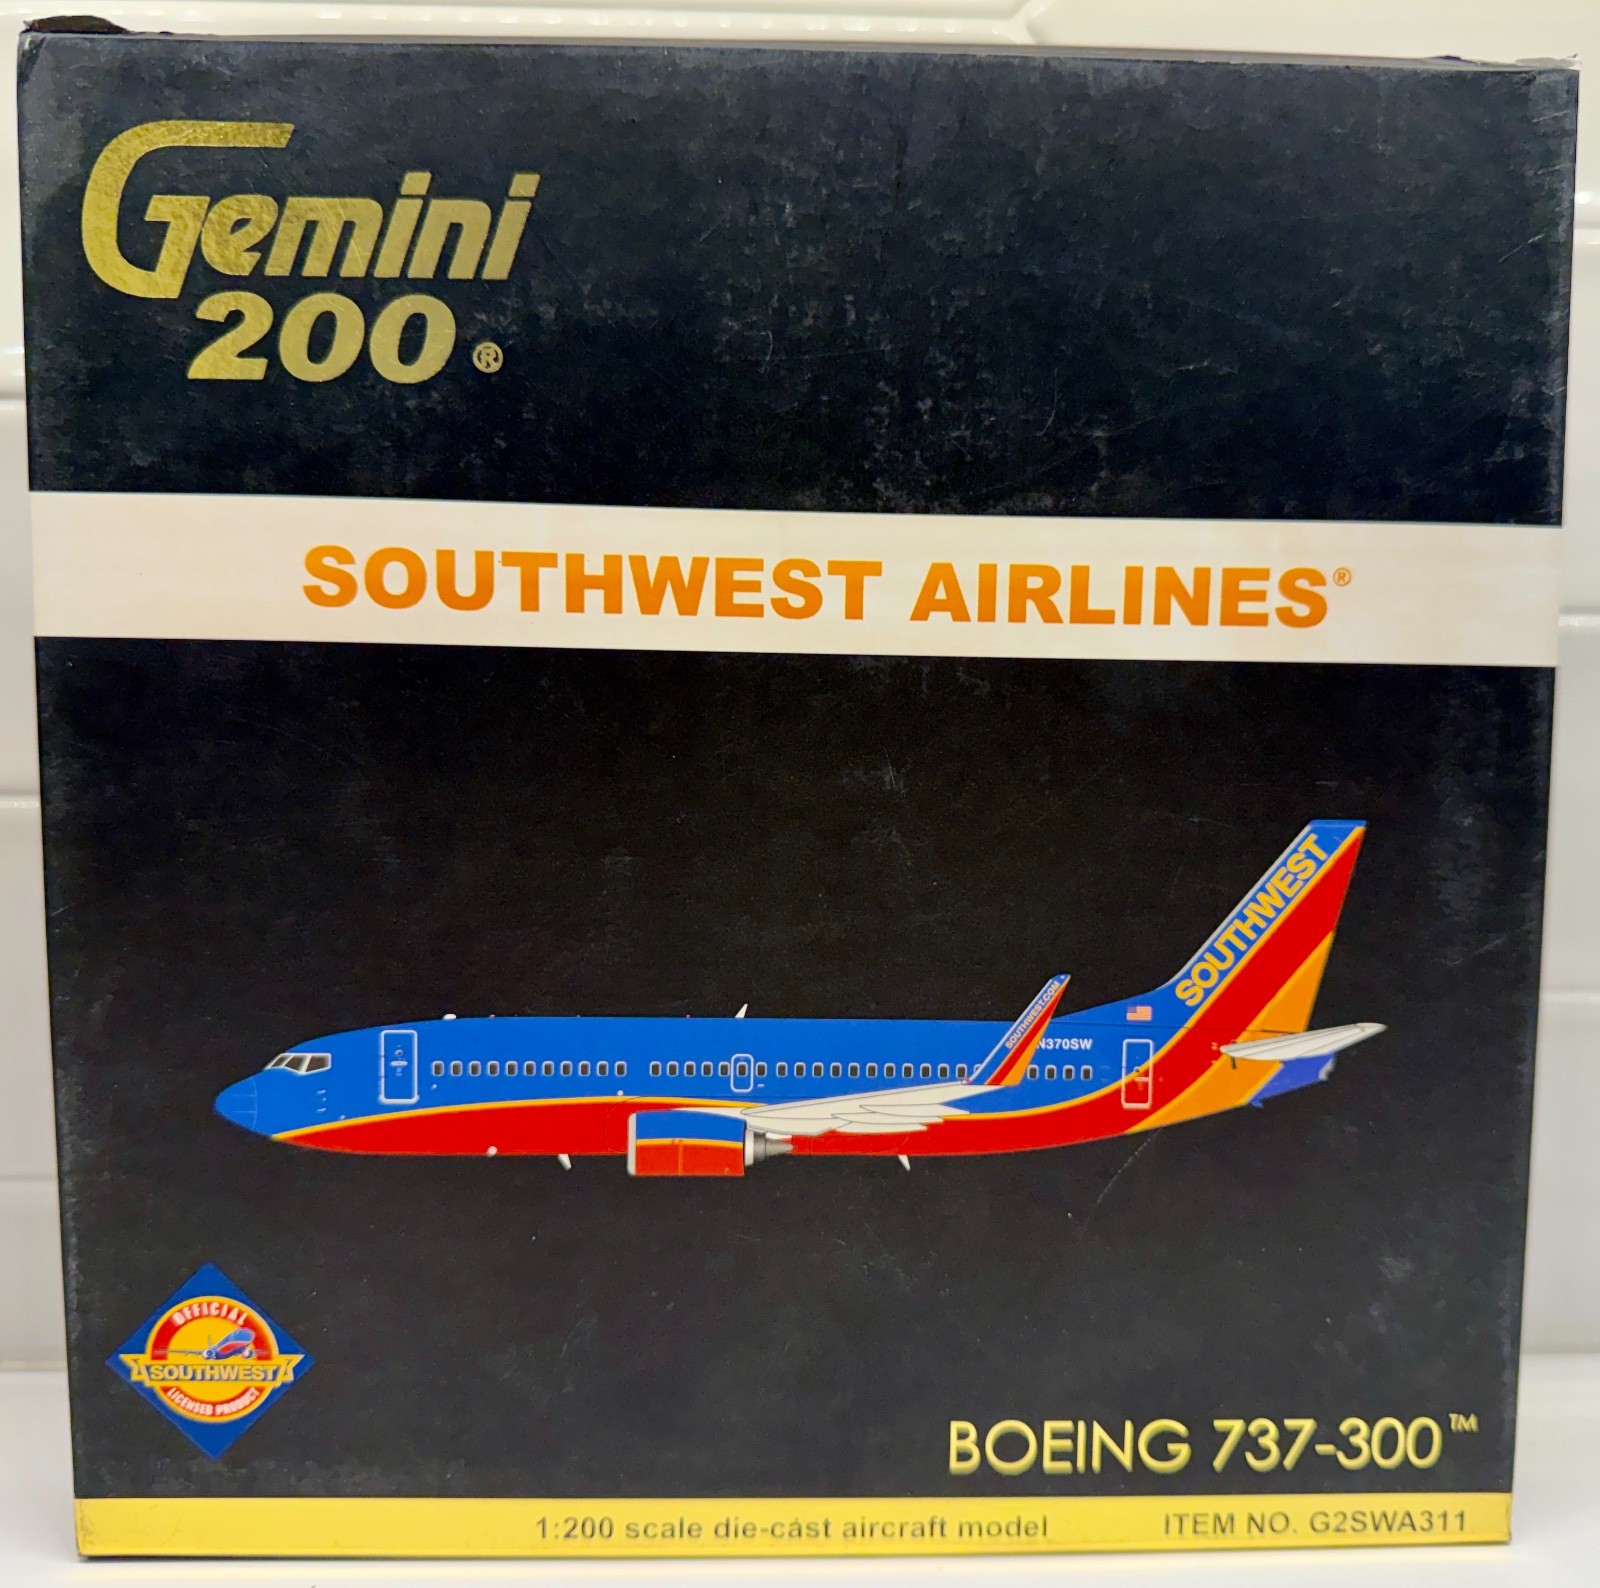 Gemini
200®
SOUTHWEST AIRLINES®
SOUTHWEST
SOUTHWEST.COM
N370SW
OFFICIAL
SOUTHWEST
LICENSED PRODUCT
BOEING 737-300™
1:200 scale die-cast aircraft model
ITEM NO. G2SWA311